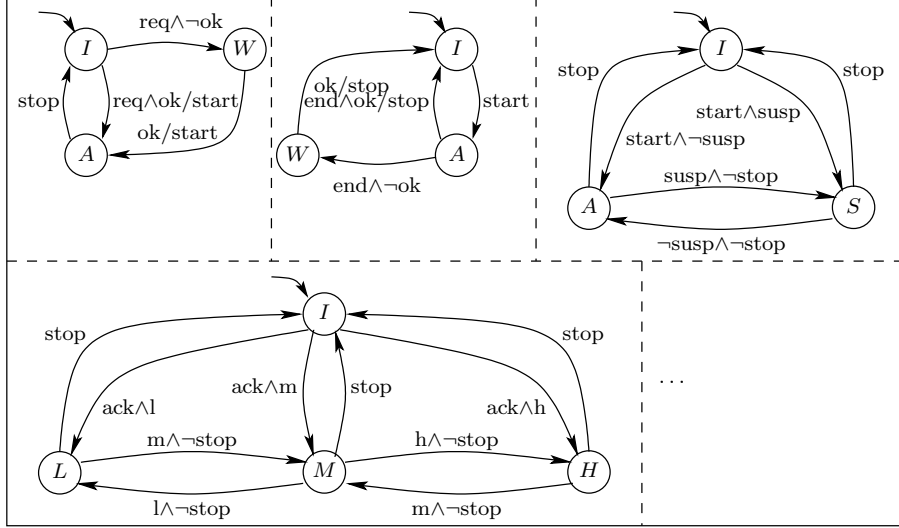 I
req∧¬ok
W
stop
req∧ok/start
ok/start
A
I
ok/stop
end∧ok/stop
start
W
A
end∧¬ok
I
stop
stop
start∧susp
start∧¬susp
susp∧¬stop
A
S
¬susp∧¬stop
I
stop
stop
ack∧m
stop
ack∧l
ack∧h
m∧¬stop
h∧¬stop
L
M
H
l∧¬stop
m∧¬stop
...